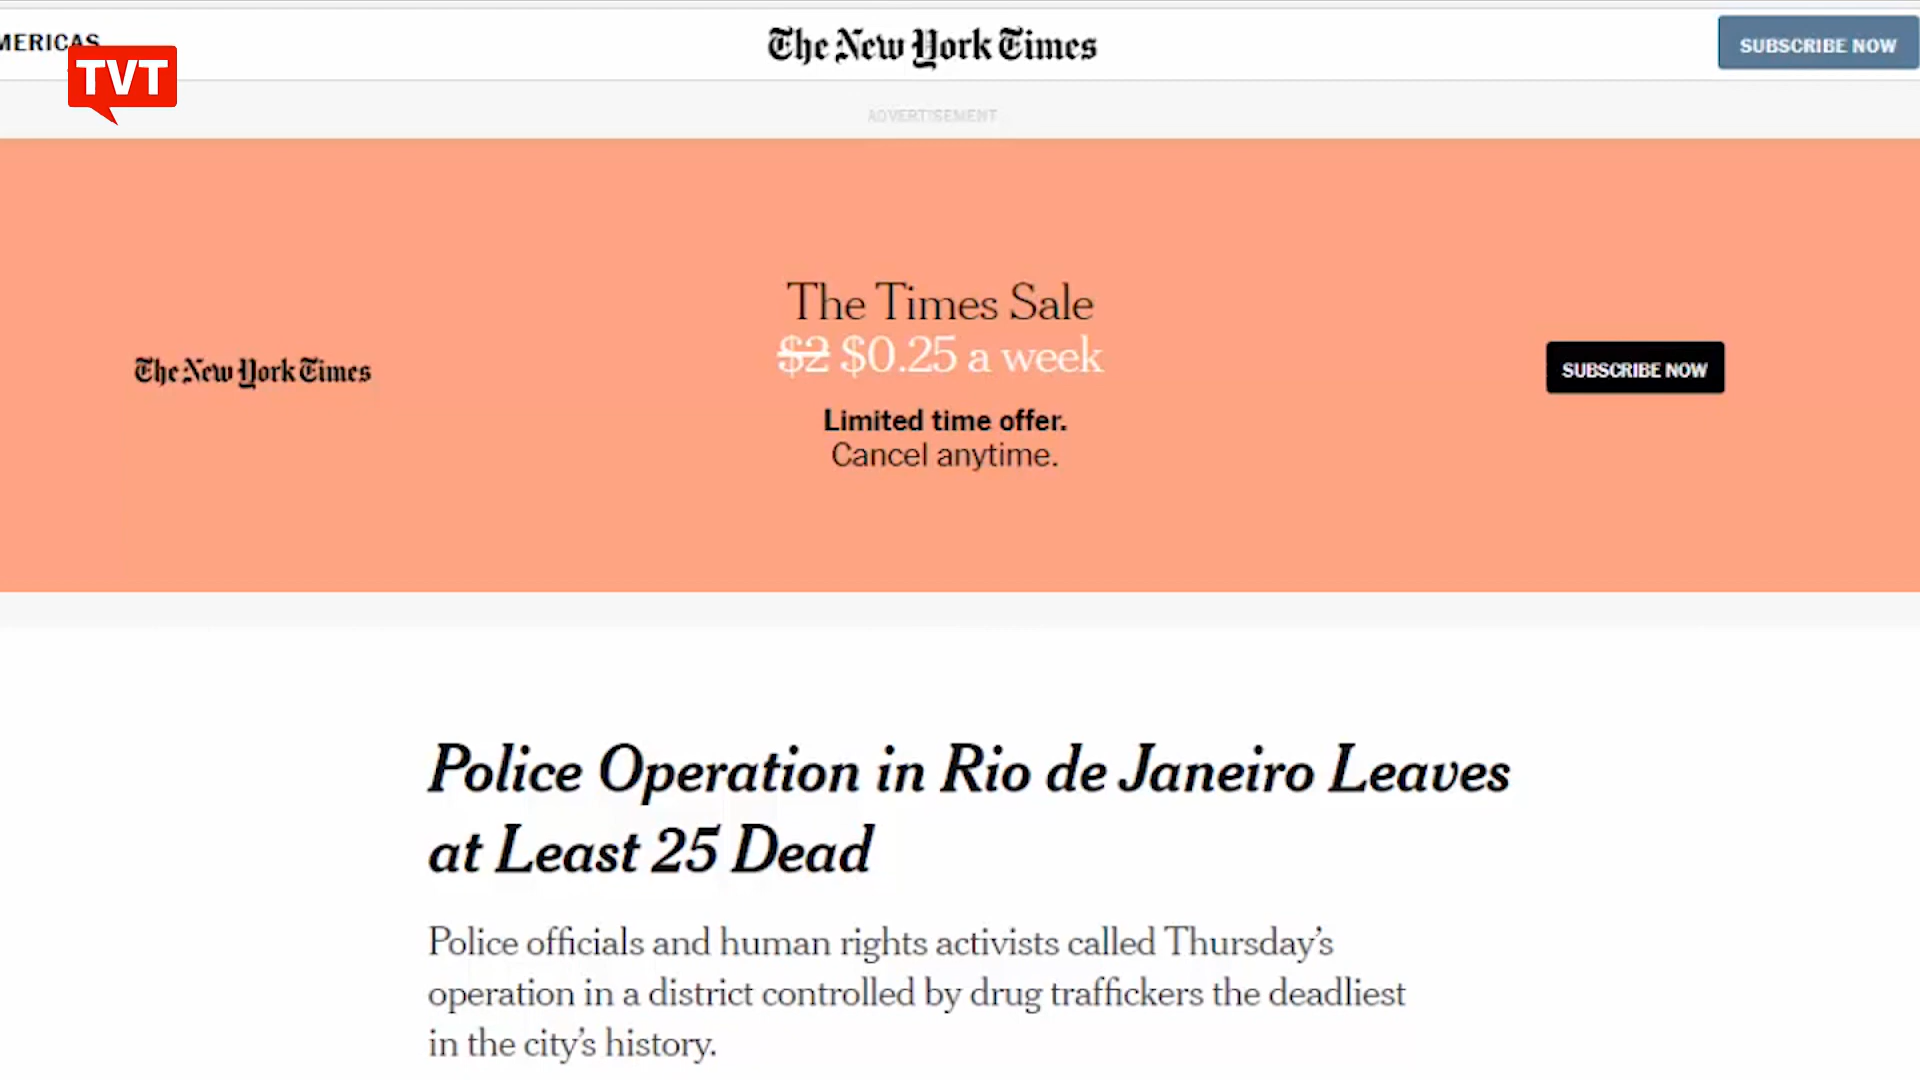 MERICAS
TVT
The New York Times
SUBSCRIBE NOW
ADVERTISEMENT
The Times Sale
$2 $0.25 a week
The New York Times
SUBSCRIBE NOW
Limited time offer.
Cancel anytime.
Police Operation in Rio de Janeiro Leaves
at Least 25 Dead
Police officials and human rights activists called Thursday's
operation in a district controlled by drug traffickers the deadliest
in the city's history.